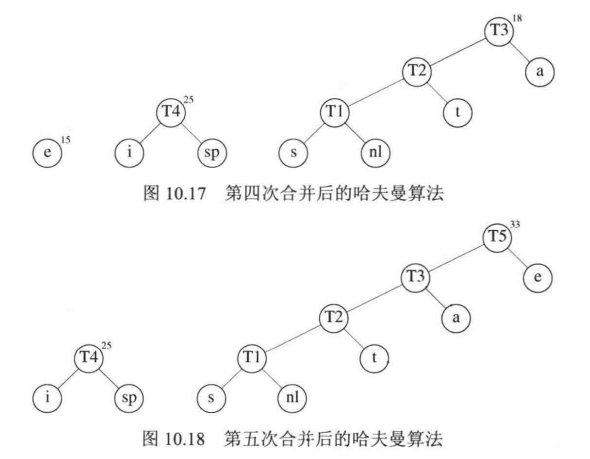 T3 18
T2 a
T4 25 T1 t
e 15 i sp s nl
图 10.17 第四次合并后的哈夫曼算法
T5 33
T3 e
T2 a
T4 25 T1 t
i sp s nl
图 10.18 第五次合并后的哈夫曼算法